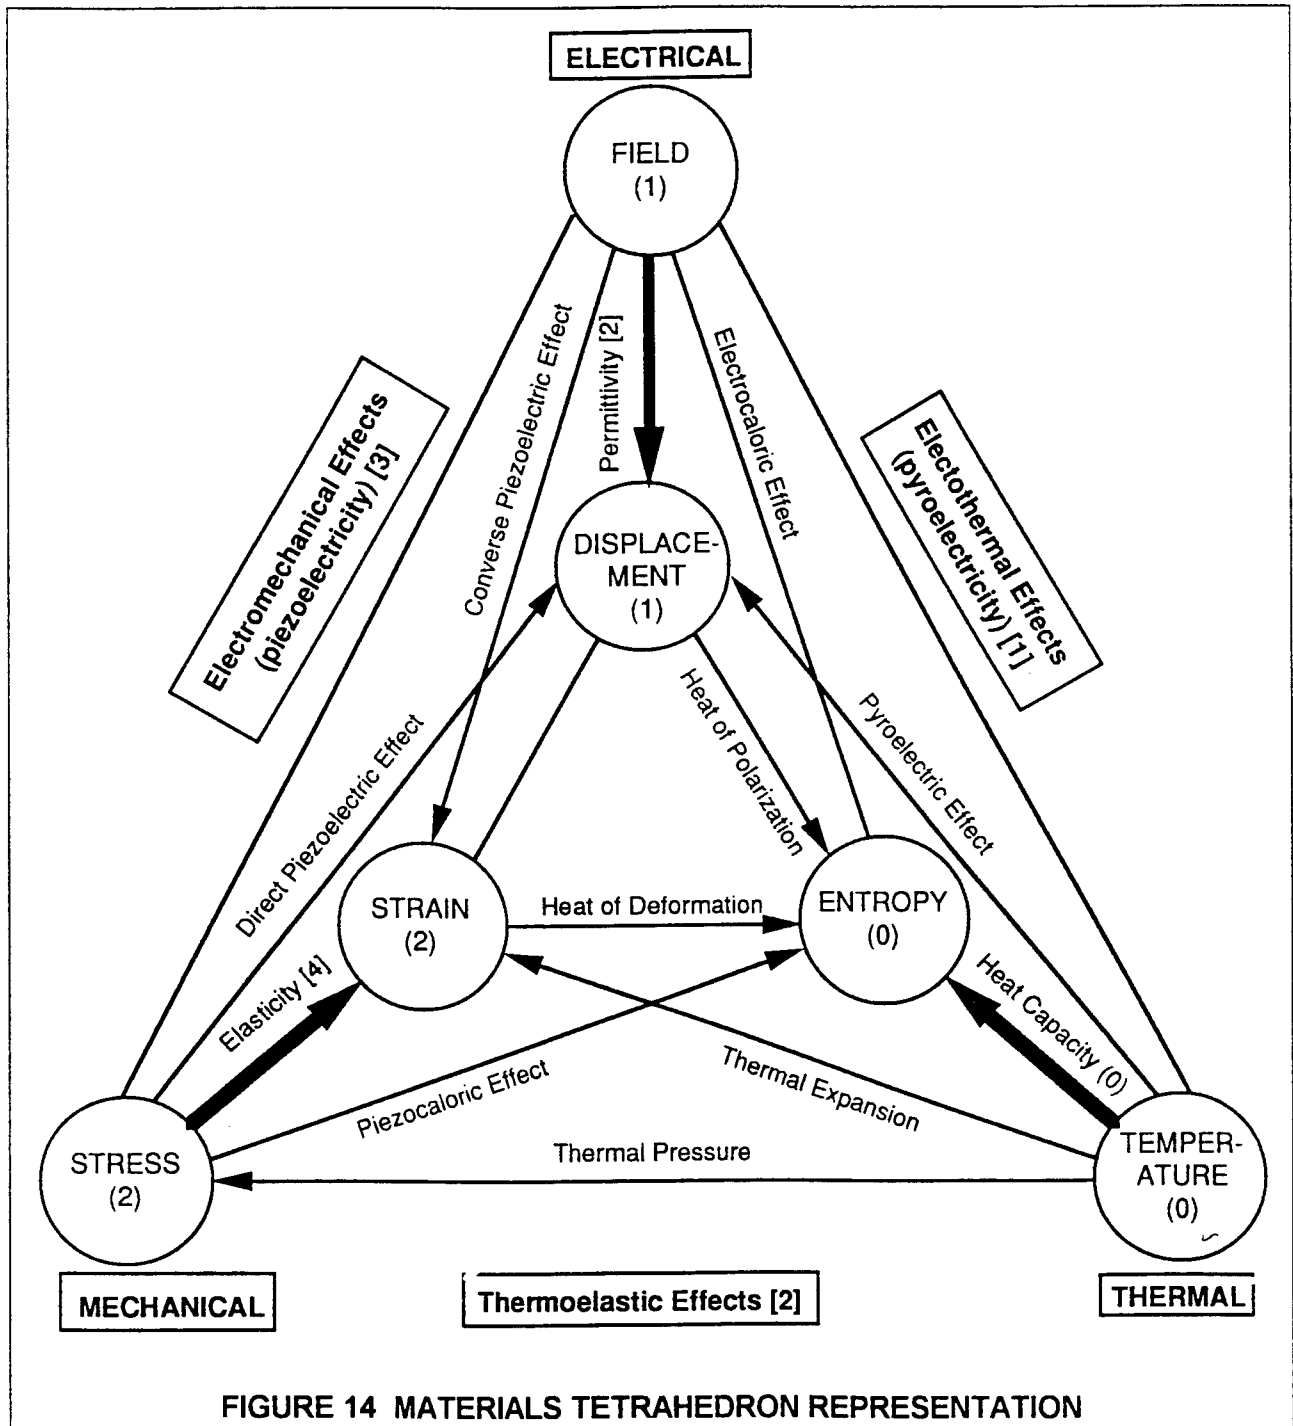 ELECTRICAL
FIELD
(1)
Converse Piezoelectric Effect
Permittivity [2]
Electrocaloric Effect
Electromechanical Effects
(piezoelectricity) [3]
Electothermal Effects
(pyroelectricity) [1]
DISPLACE-
MENT
(1)
Direct Piezoelectric Effect
Heat of Polarization
Pyroelectric Effect
STRAIN
(2)
Heat of Deformation
ENTROPY
(0)
Elasticity [4]
Heat Capacity (0)
Piezocaloric Effect
Thermal Expansion
STRESS
(2)
Thermal Pressure
TEMPER-
ATURE
(0)
MECHANICAL
Thermoelastic Effects [2]
THERMAL
FIGURE 14 MATERIALS TETRAHEDRON REPRESENTATION